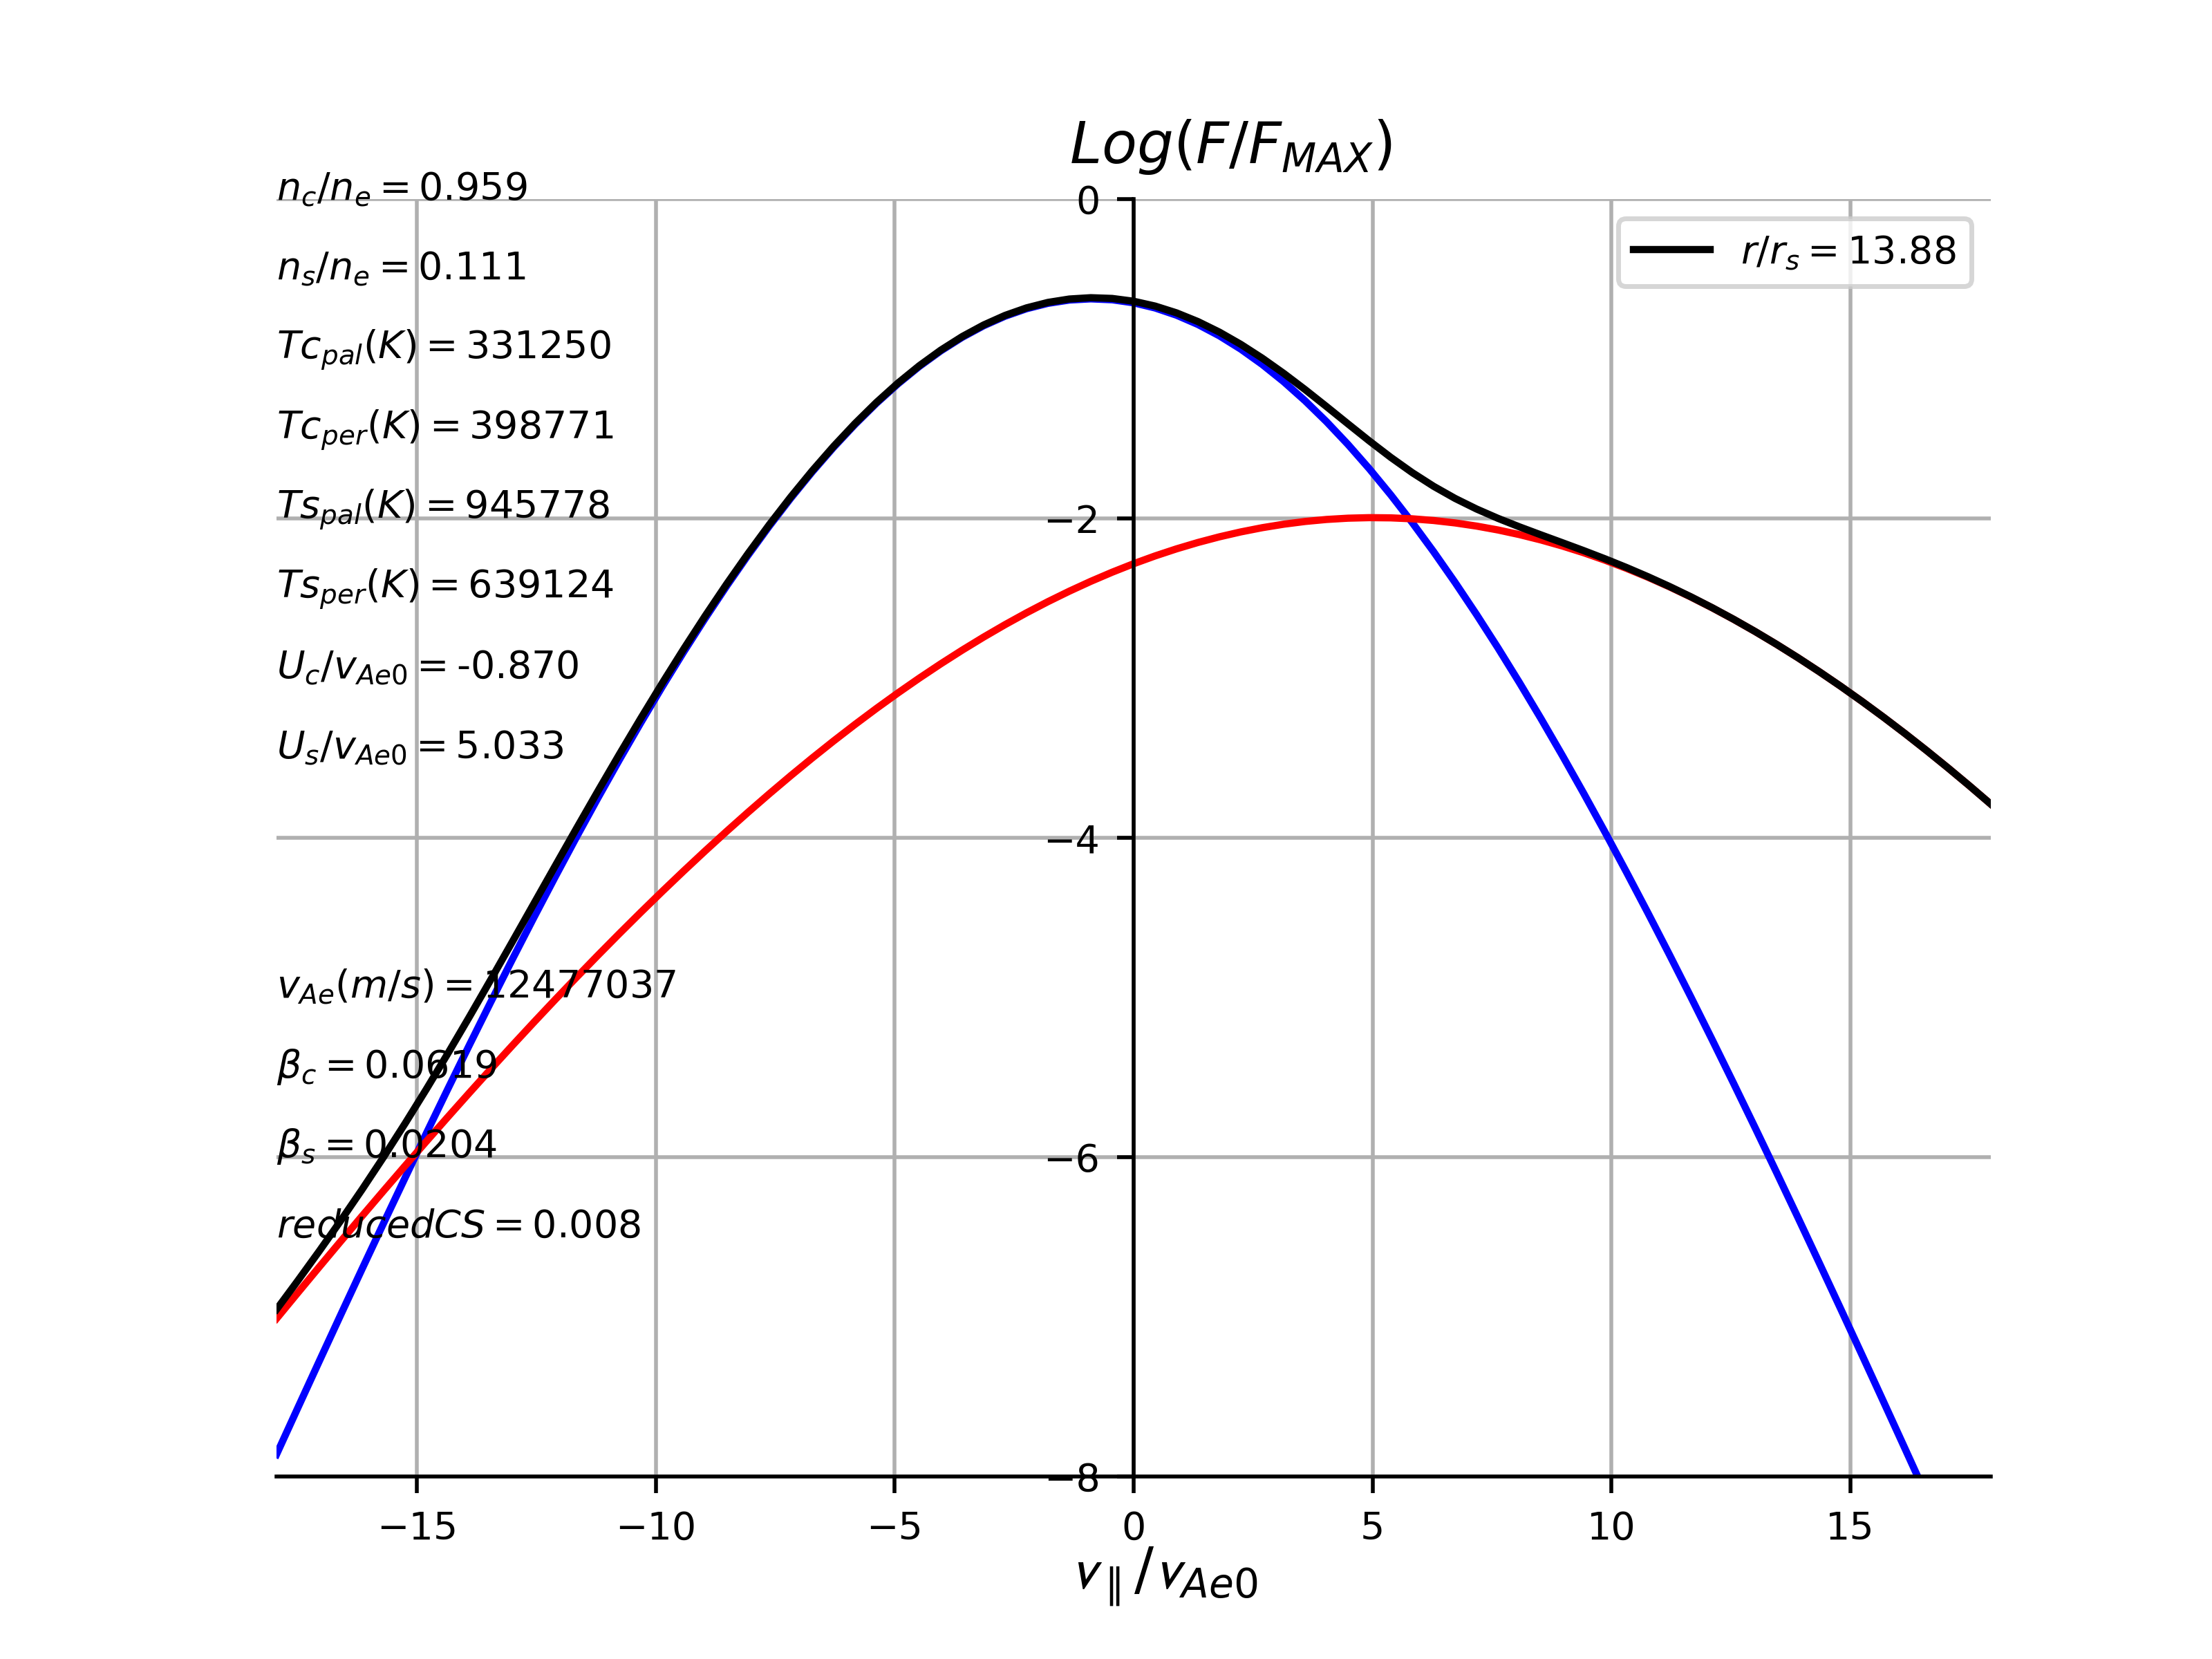 Log(F/F_MAX)
n_c/n_e = 0.959
0
r/r_s = 13.88
n_s/n_e = 0.111
Tc_pal(K) = 331250
Tc_per(K) = 398771
Ts_pal(K) = 945778
−2
Ts_per(K) = 639124
U_c/v_Ae0 = -0.870
U_s/v_Ae0 = 5.033
−4
v_Ae(m/s) = 12477037
β_c = 0.0619
β_s = 0.0204
−6
reducedCS = 0.008
−8
−15 −10 −5 0 5 10 15
v_∥/v_Ae0